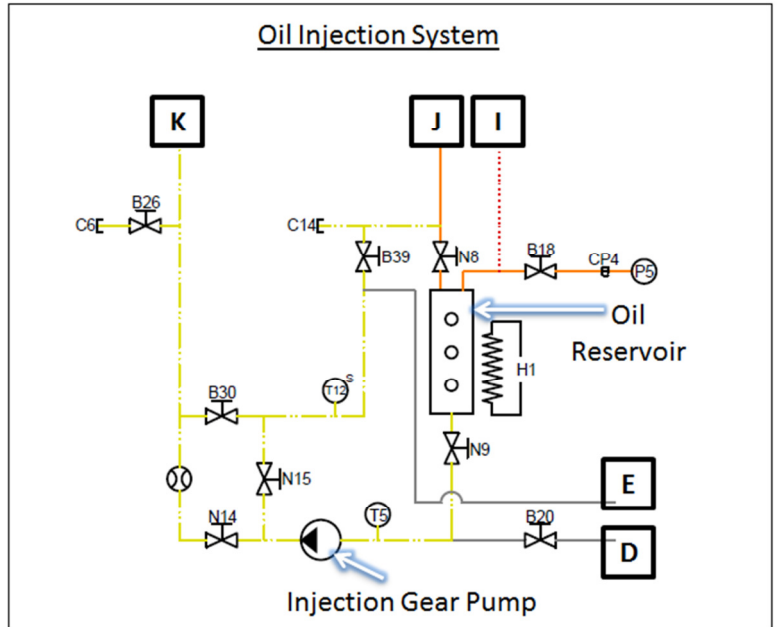 Oil Injection System
K
J
I
B26
C6
C14
B39
N8
B18
CP4
P5
Oil
Reservoir
H1
T12
S
B30
N15
N9
E
N14
T5
B20
D
Injection Gear Pump